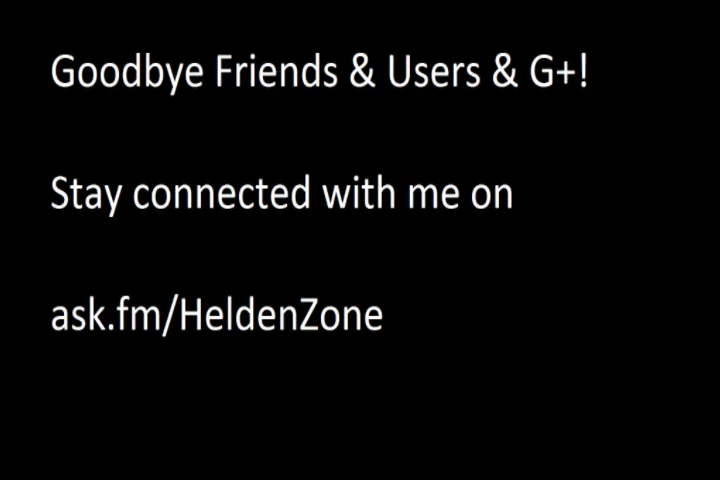 Goodbye Friends & Users & G+!
Stay connected with me on
ask.fm/HeldenZone